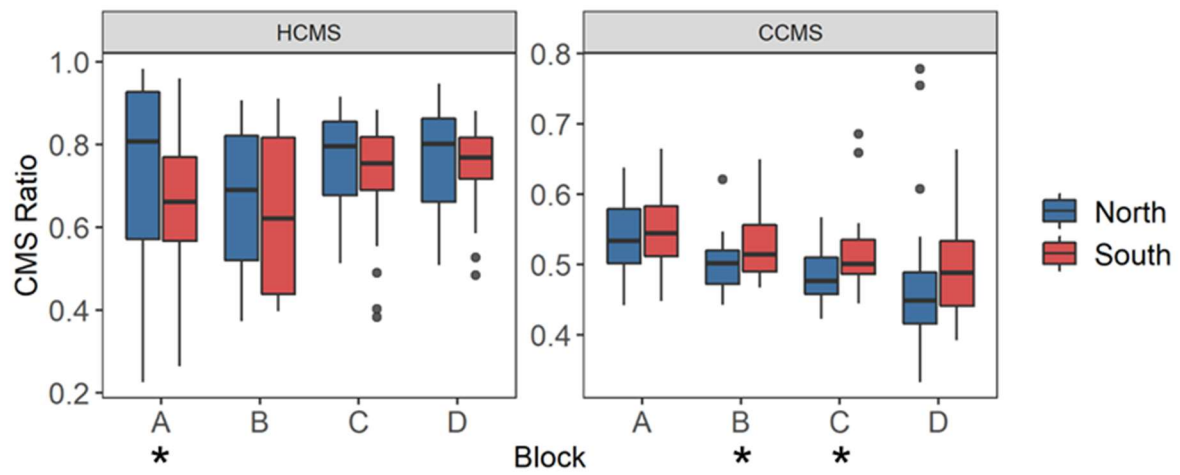 HCMS
CCMS
CMS Ratio
1.0
0.8
0.6
0.4
0.2
0.8
0.7
0.6
0.5
0.4
A B C D
A B C D
* Block * *
North
South